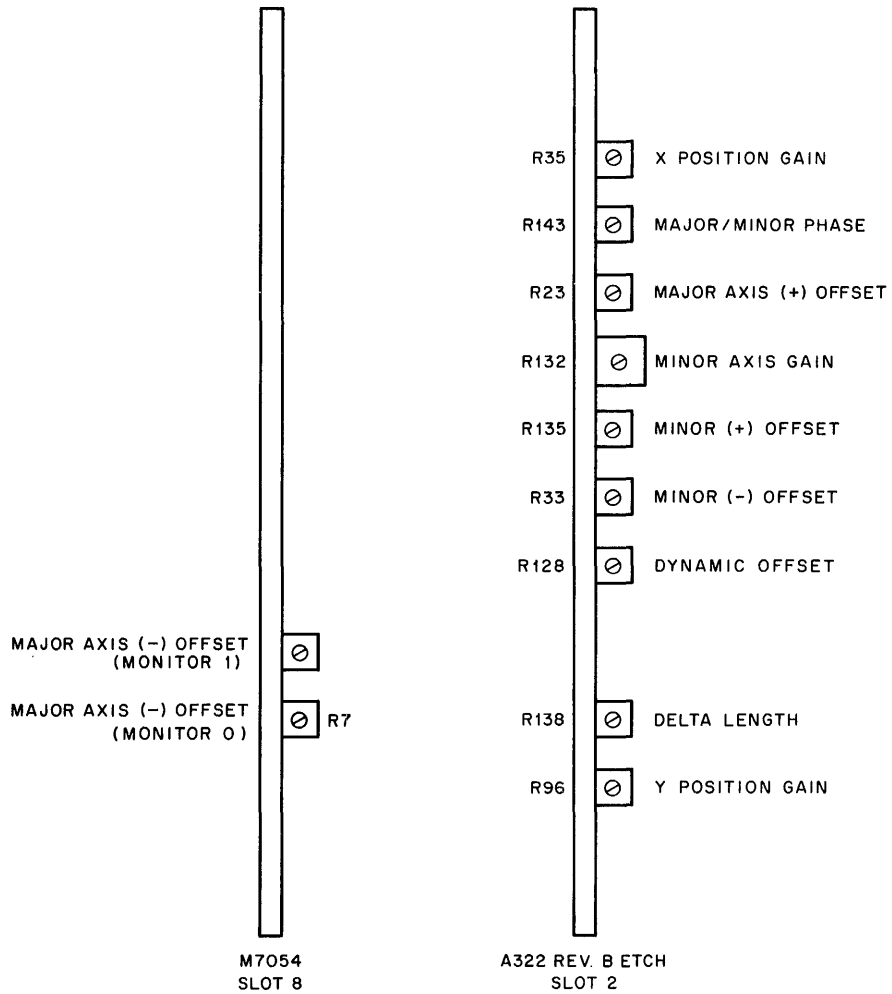 R35 X POSITION GAIN
R143 MAJOR/MINOR PHASE
R23 MAJOR AXIS (+) OFFSET
R132 MINOR AXIS GAIN
R135 MINOR (+) OFFSET
R33 MINOR (-) OFFSET
R128 DYNAMIC OFFSET
MAJOR AXIS (-) OFFSET
(MONITOR 1)
MAJOR AXIS (-) OFFSET
(MONITOR 0)
R7
R138 DELTA LENGTH
R96 Y POSITION GAIN
M7054
SLOT 8
A322 REV. B ETCH
SLOT 2